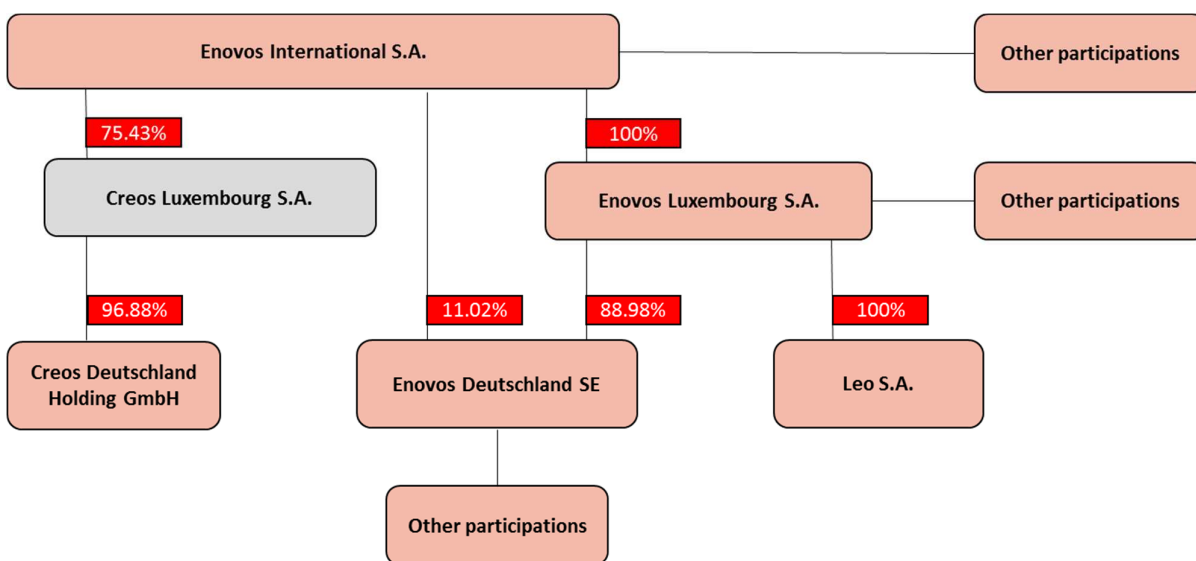 Enovos International S.A.
Other participations
75.43%
100%
Creos Luxembourg S.A.
Enovos Luxembourg S.A.
Other participations
96.88%
11.02%
88.98%
100%
Creos Deutschland
Holding GmbH
Enovos Deutschland SE
Leo S.A.
Other participations